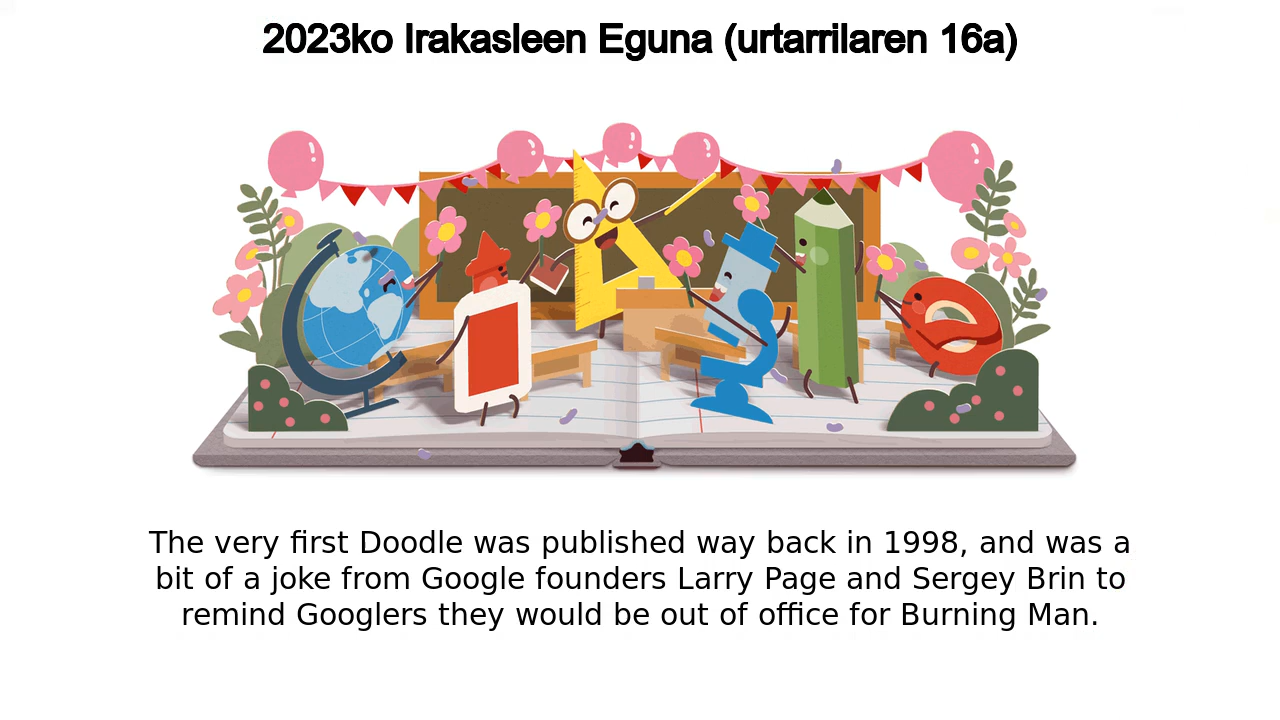 2023ko Irakasleen Eguna (urtarrilaren 16a)
The very first Doodle was published way back in 1998, and was a
bit of a joke from Google founders Larry Page and Sergey Brin to
remind Googlers they would be out of office for Burning Man.